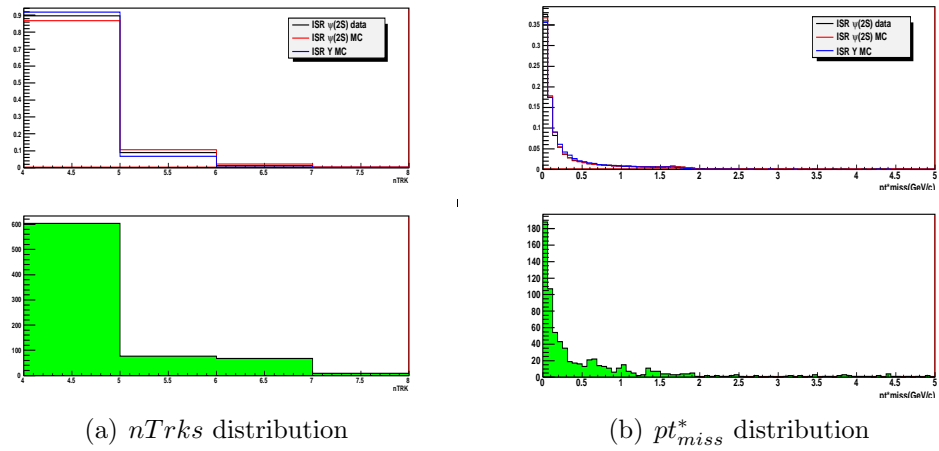 ISR ψ(2S) data
ISR ψ(2S) MC
ISR Y MC
0.9
0.8
0.7
0.6
0.5
0.4
0.3
0.2
0.1
0
4 4.5 5 5.5 6 6.5 7 7.5 8
nTRK
ISR ψ(2S) data
ISR ψ(2S) MC
ISR Y MC
0.35
0.3
0.25
0.2
0.15
0.1
0.05
0
0 0.5 1 1.5 2 2.5 3 3.5 4 4.5 5
pt*miss(GeV/c)
600
500
400
300
200
100
0
4 4.5 5 5.5 6 6.5 7 7.5 8
nTRK
180
160
140
120
100
80
60
40
20
0
0 0.5 1 1.5 2 2.5 3 3.5 4 4.5 5
pt*miss(GeV/c)
(a) nTrks distribution
(b) pt*miss distribution